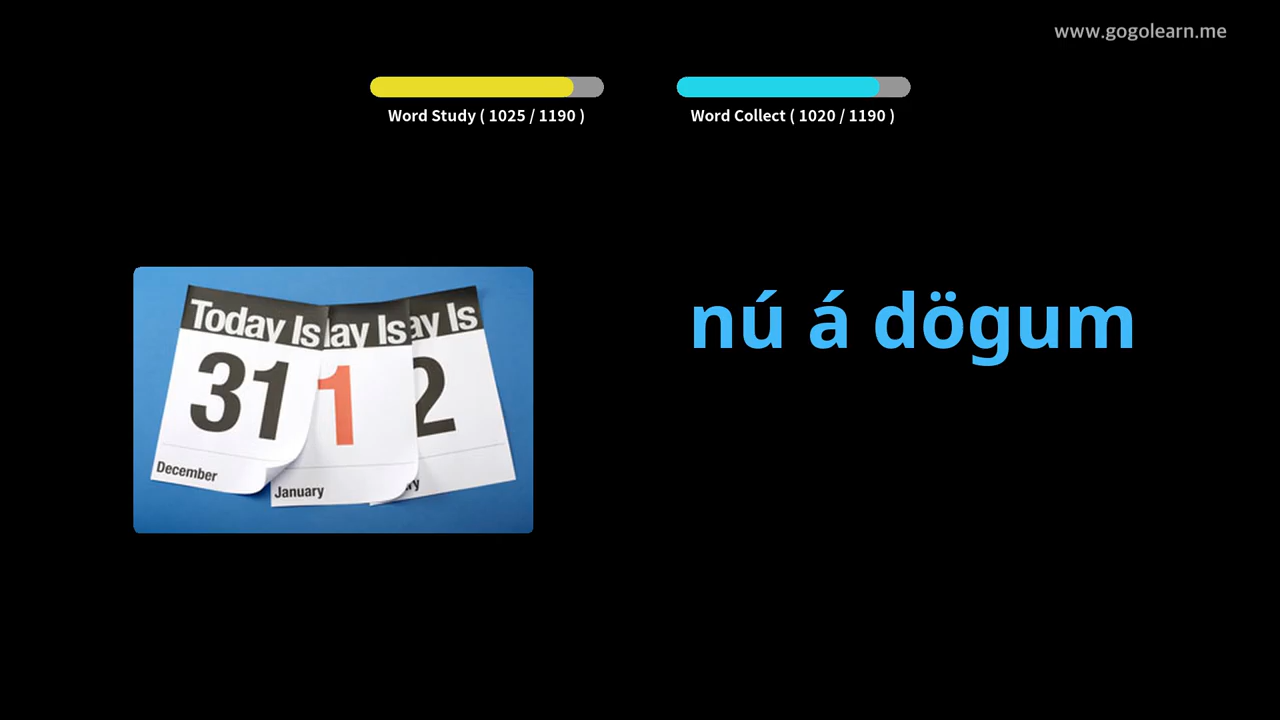 www.gogolearn.me
Word Study ( 1025 / 1190 )
Word Collect ( 1020 / 1190 )
nú á dögum
Today Is
ay Is
ay Is
31
1
2
December
January
ry